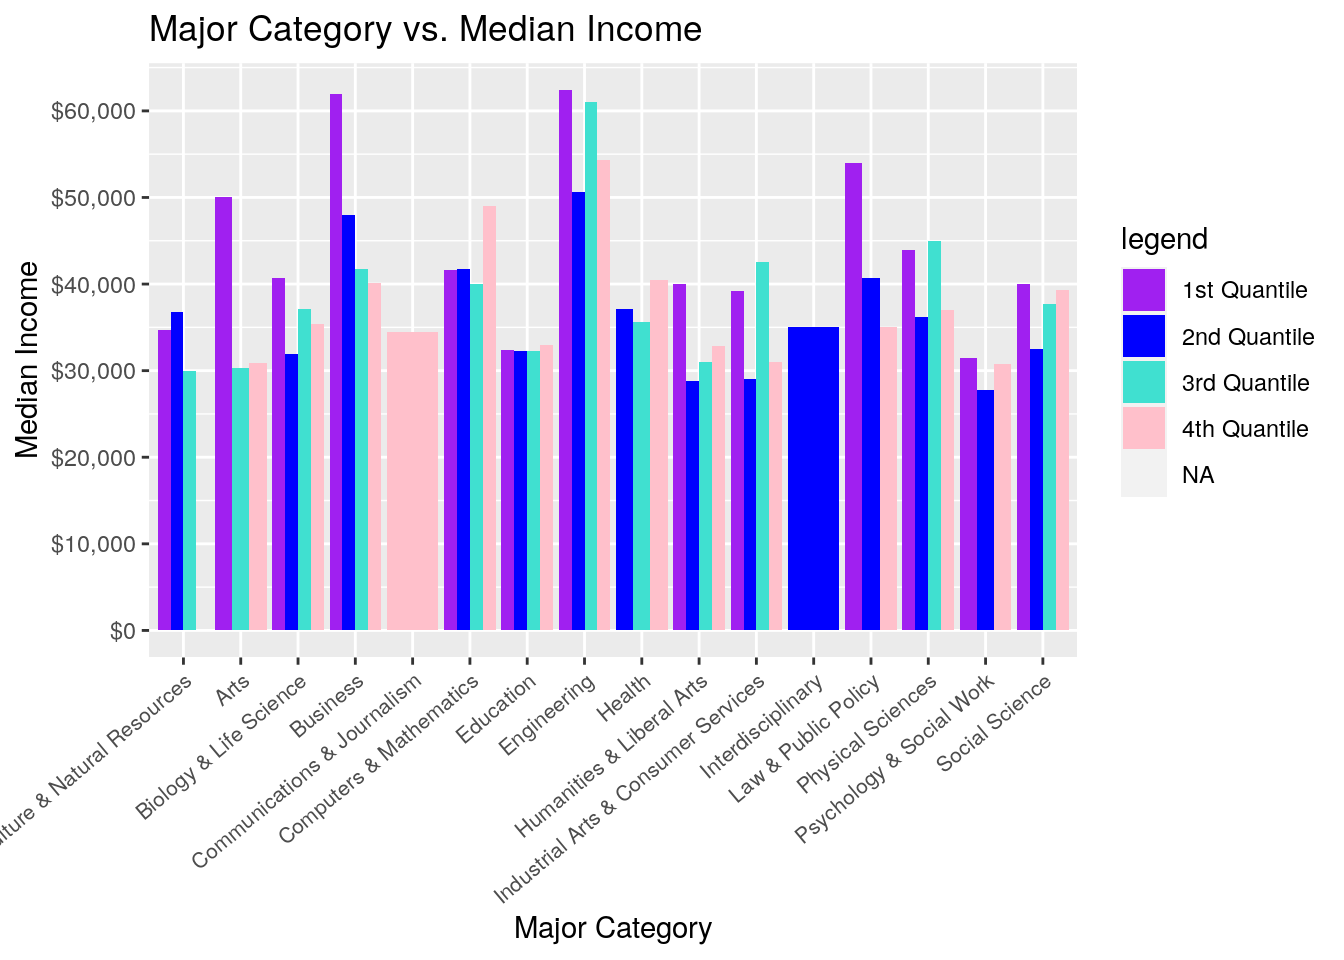 Major Category vs. Median Income
Median Income
$60,000
$50,000
$40,000
$30,000
$20,000
$10,000
$0
& Natural Resources
Arts
Biology & Life Science
Business
Communications & Journalism
Computers & Mathematics
Education
Engineering
Health
Humanities & Liberal Arts
Industrial Arts & Consumer Services
Interdisciplinary
Law & Public Policy
Physical Sciences
Psychology & Social Work
Social Science
Major Category
legend
1st Quantile
2nd Quantile
3rd Quantile
4th Quantile
NA